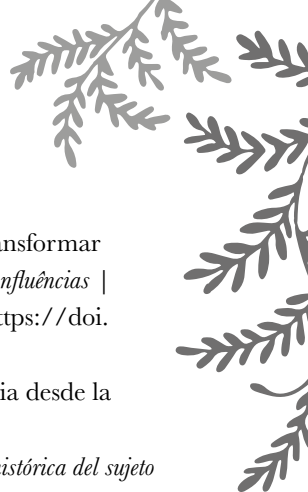 ansformar
nfluências |
ttps://doi.
ia desde la
istórica del sujeto